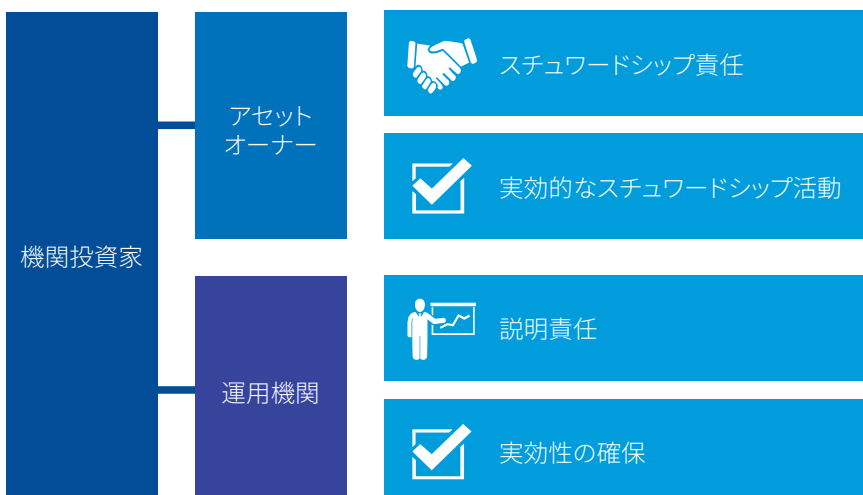 機関投資家
アセット
オーナー
スチュワードシップ責任
実効的なスチュワードシップ活動
運用機関
説明責任
実効性の確保